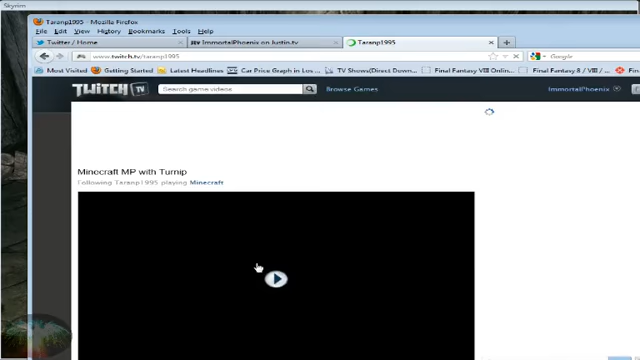 Skyrim
Taranp1995 - Mozilla Firefox
File Edit View History Bookmarks Tools Help
Twitter / Home
ImmortalPhoenix on Justin.tv
Taranp1995
www.twitch.tv/taranp1995
Google
Most Visited Getting Started Latest Headlines Car Price Graph in Los... TV Shows(Direct Down... Final Fantasy VIII Onlin... Final Fantasy 8 / VIII ...
TWITCH TV Search game videos Browse Games ImmortalPhoenix
Minecraft MP with Turnip
Following Taranp1995 playing Minecraft